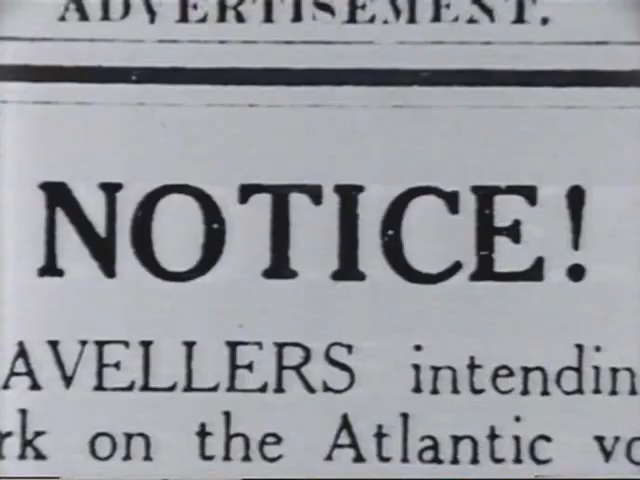 ADVERTISEMENT.
NOTICE!
AVELLERS intendin
rk on the Atlantic vo